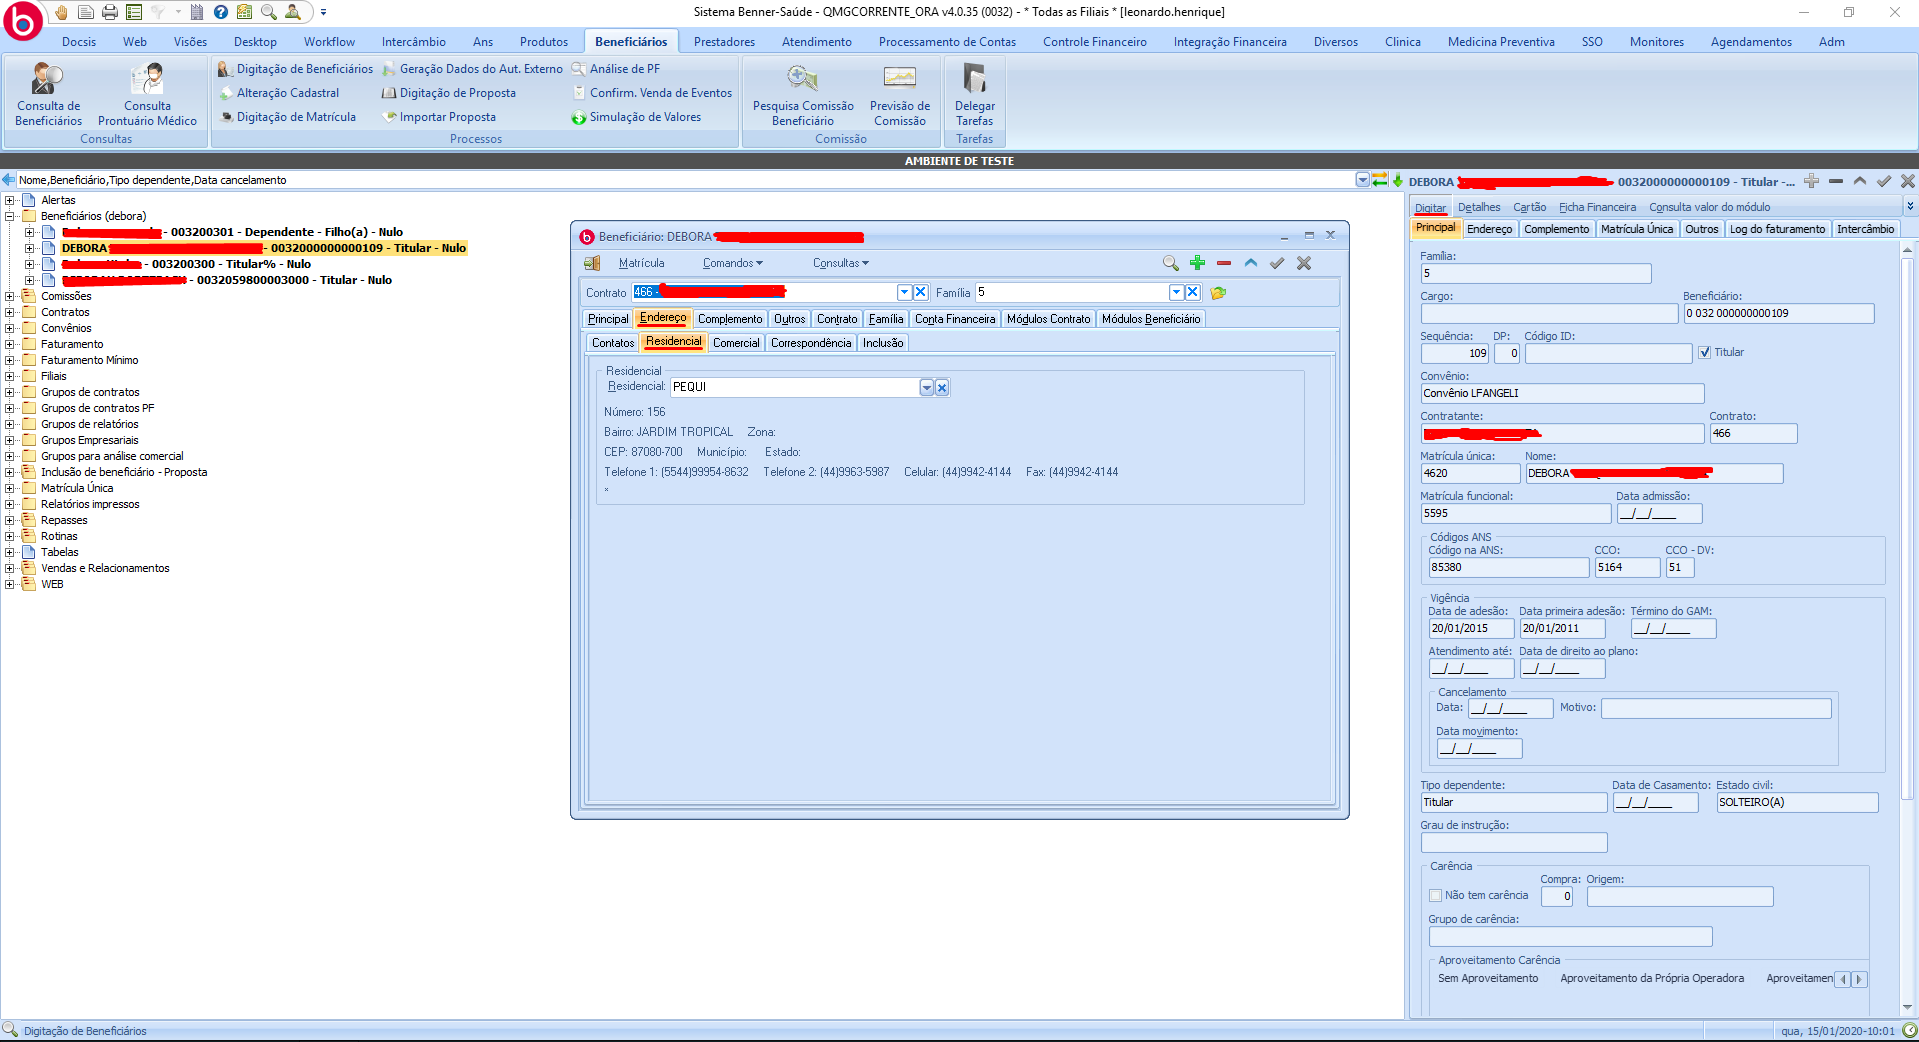 Sistema Benner-Saúde - QMGCORRENTE_ORA v4.0.35 (0032) - * Todas as Filiais * [leonardo.henrique]
Docsis Web Visões Desktop Workflow Intercâmbio Ans Produtos Beneficiários Prestadores Atendimento Processamento de Contas Controle Financeiro Integração Financeira Diversos Clinica Medicina Preventiva SSO Monitores Agendamentos Adm
Consulta de Beneficiários
Consulta Prontuário Médico
Consultas
Digitação de Beneficiários
Alteração Cadastral
Digitação de Matrícula
Geração Dados do Aut. Externo
Digitação de Proposta
Importar Proposta
Análise de PF
Confirm. Venda de Eventos
Simulação de Valores
Processos
Pesquisa Comissão Beneficiário
Previsão de Comissão
Comissão
Delegar Tarefas
Tarefas
AMBIENTE DE TESTE
Nome,Beneficiário,Tipo dependente,Data cancelamento
Alertas
Beneficiários (debora)
- 003200301 - Dependente - Filho(a) - Nulo
DEBORA - 0032000000000109 - Titular - Nulo
- 003200300 - Titular% - Nulo
- 0032059800003000 - Titular - Nulo
Comissões
Contratos
Convênios
Faturamento
Faturamento Mínimo
Filiais
Grupos de contratos
Grupos de contratos PF
Grupos de relatórios
Grupos Empresariais
Grupos para análise comercial
Inclusão de beneficiário - Proposta
Matrícula Única
Relatórios impressos
Repasses
Rotinas
Tabelas
Vendas e Relacionamentos
WEB
Beneficiário: DEBORA
Matrícula Comandos Consultas
Contrato 466 - Família 5
Principal Endereço Complemento Outros Contrato Família Conta Financeira Módulos Contrato Módulos Beneficiário
Contatos Residencial Comercial Correspondência Inclusão
Residencial
Residencial: PEQUI
Número: 156
Bairro: JARDIM TROPICAL Zona:
CEP: 87080-700 Município: Estado:
Telefone 1: (5544)99954-8632 Telefone 2: (44)9963-5987 Celular: (44)9942-4144 Fax: (44)9942-4144
*
DEBORA 0032000000000109 - Titular -...
Digitar Detalhes Cartão Ficha Financeira Consulta valor do módulo
Principal Endereço Complemento Matrícula Única Outros Log do faturamento Intercâmbio
Família:
5
Cargo: Beneficiário:
0 032 000000000109
Sequência: DP: Código ID:
109 0 Titular
Convênio:
Convênio LFANGELI
Contratante: Contrato:
466
Matrícula única: Nome:
4620 DEBORA
Matrícula funcional: Data admissão:
5595 __/__/____
Códigos ANS
Código na ANS: CCO: CCO - DV:
85380 5164 51
Vigência
Data de adesão: Data primeira adesão: Término do GAM:
20/01/2015 20/01/2011 __/__/____
Atendimento até: Data de direito ao plano:
__/__/____ __/__/____
Cancelamento
Data: __/__/____ Motivo:
Data movimento:
__/__/____
Tipo dependente: Data de Casamento: Estado civil:
Titular __/__/____ SOLTEIRO(A)
Grau de instrução:
Carência
Compra: Origem:
Não tem carência 0
Grupo de carência:
Aproveitamento Carência
Sem Aproveitamento Aproveitamento da Própria Operadora Aproveitamen
Digitação de Beneficiários
qua, 15/01/2020-10:01